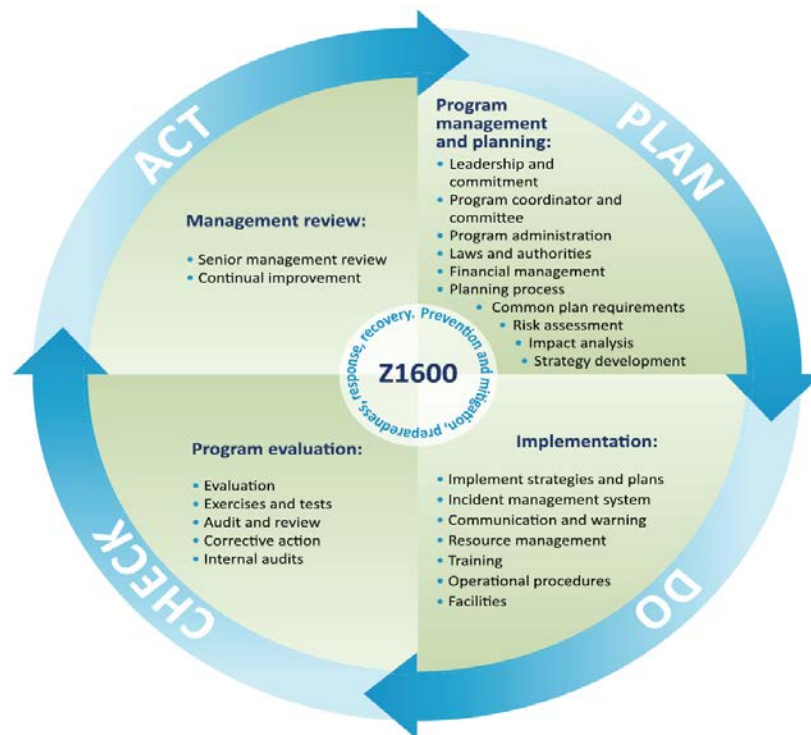 ACT
PLAN
Program
management
and planning:
• Leadership and
commitment
• Program coordinator and
committee
• Program administration
• Laws and authorities
• Financial management
• Planning process
• Common plan requirements
• Risk assessment
• Impact analysis
• Strategy development
Management review:
• Senior management review
• Continual improvement
Prevention and mitigation, preparedness, response, recovery.
Z1600
Program evaluation:
• Evaluation
• Exercises and tests
• Audit and review
• Corrective action
• Internal audits
Implementation:
• Implement strategies and plans
• Incident management system
• Communication and warning
• Resource management
• Training
• Operational procedures
• Facilities
CHECK
DO